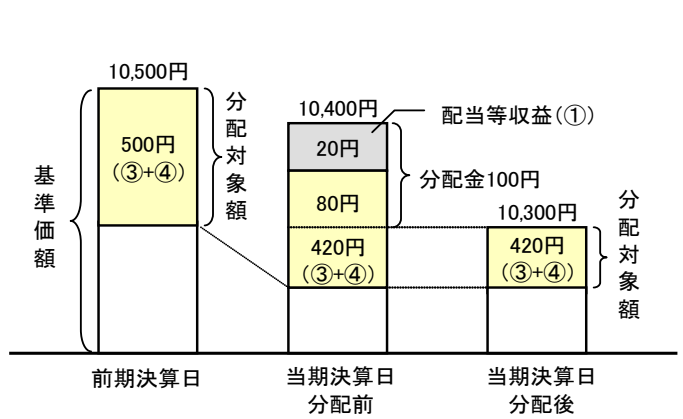 10,500円
500円
（③+④）
分配対象額
基準価額
前期決算日
10,400円
配当等収益（①）
20円
80円
分配金100円
420円
（③+④）
当期決算日
分配前
10,300円
420円
（③+④）
分配対象額
当期決算日
分配後